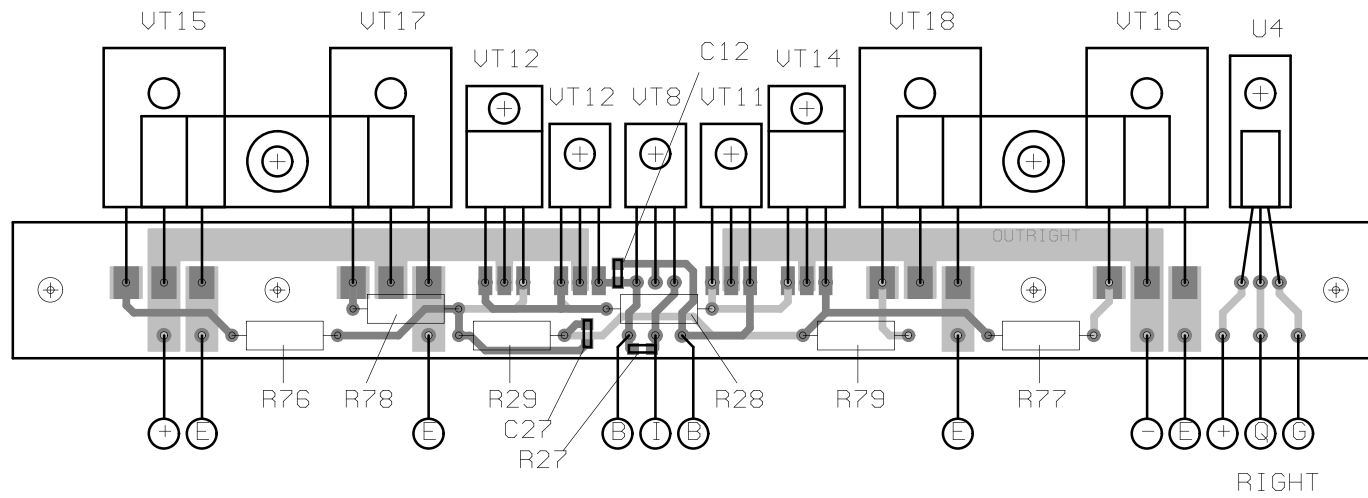 VT15
VT17
VT18
VT16
U4
C12
VT12
VT14
VT12
VT8
VT11
OUTRIGHT
R76
R78
R29
R28
R79
R77
C27
R27
+
E
E
B
I
B
E
-
E
+
Q
G
RIGHT